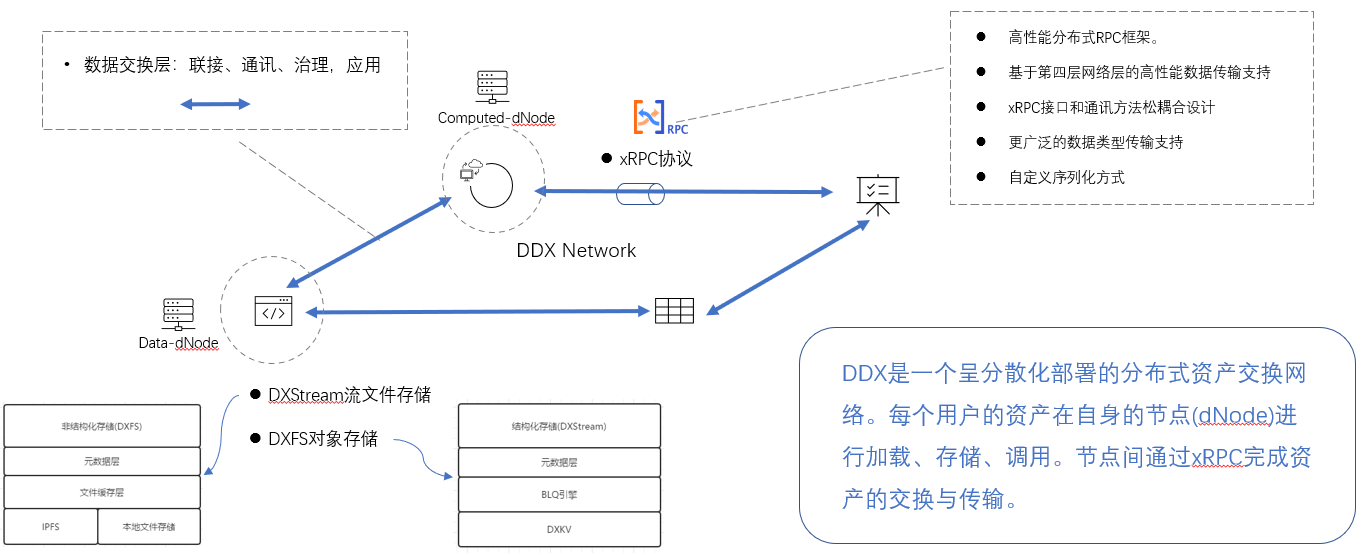 • 数据交换层：联接、通讯、治理，应用
Computed-dNode
RPC
● xRPC协议
● 高性能分布式RPC框架。
● 基于第四层网络层的高性能数据传输支持
● xRPC接口和通讯方法松耦合设计
● 更广泛的数据类型传输支持
● 自定义序列化方式
DDX Network
Data-dNode
● DXStream流文件存储
● DXFS对象存储
非结构化存储(DXFS)
元数据层
文件缓存层
IPFS
本地文件存储
结构化存储(DXStream)
元数据层
BLQ引擎
DXKV
DDX是一个呈分散化部署的分布式资产交换网
络。每个用户的资产在自身的节点(dNode)进
行加载、存储、调用。节点间通过xRPC完成资
产的交换与传输。